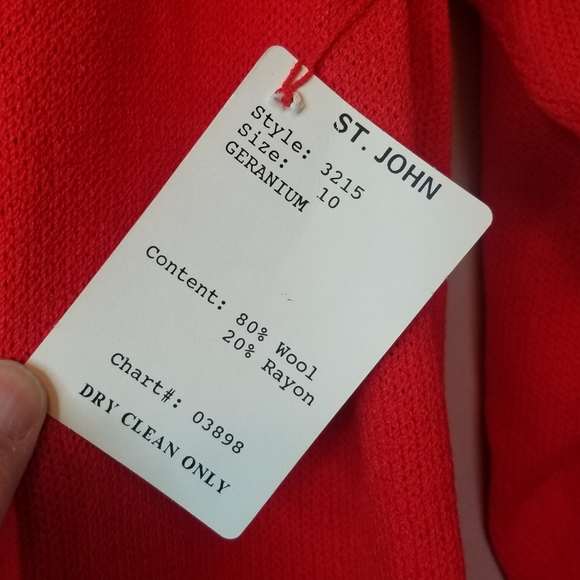 ST. JOHN
Style: 3215
Size: 10
GERANIUM
Content: 80% Wool
20% Rayon
Chart#: 03898
DRY CLEAN ONLY